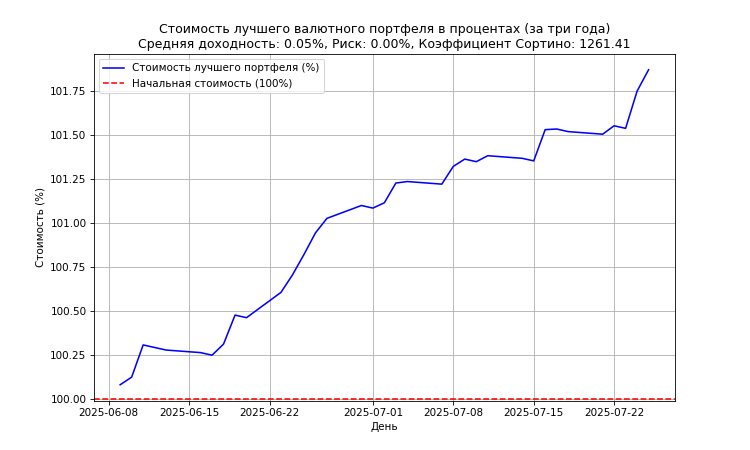 Стоимость лучшего валютного портфеля в процентах (за три года)
Средняя доходность: 0.05%, Риск: 0.00%, Коэффициент Сортино: 1261.41
Стоимость лучшего портфеля (%)
Начальная стоимость (100%)
Стоимость (%)
101.75
101.50
101.25
101.00
100.75
100.50
100.25
100.00
2025-06-08
2025-06-15
2025-06-22
2025-07-01
2025-07-08
2025-07-15
2025-07-22
День